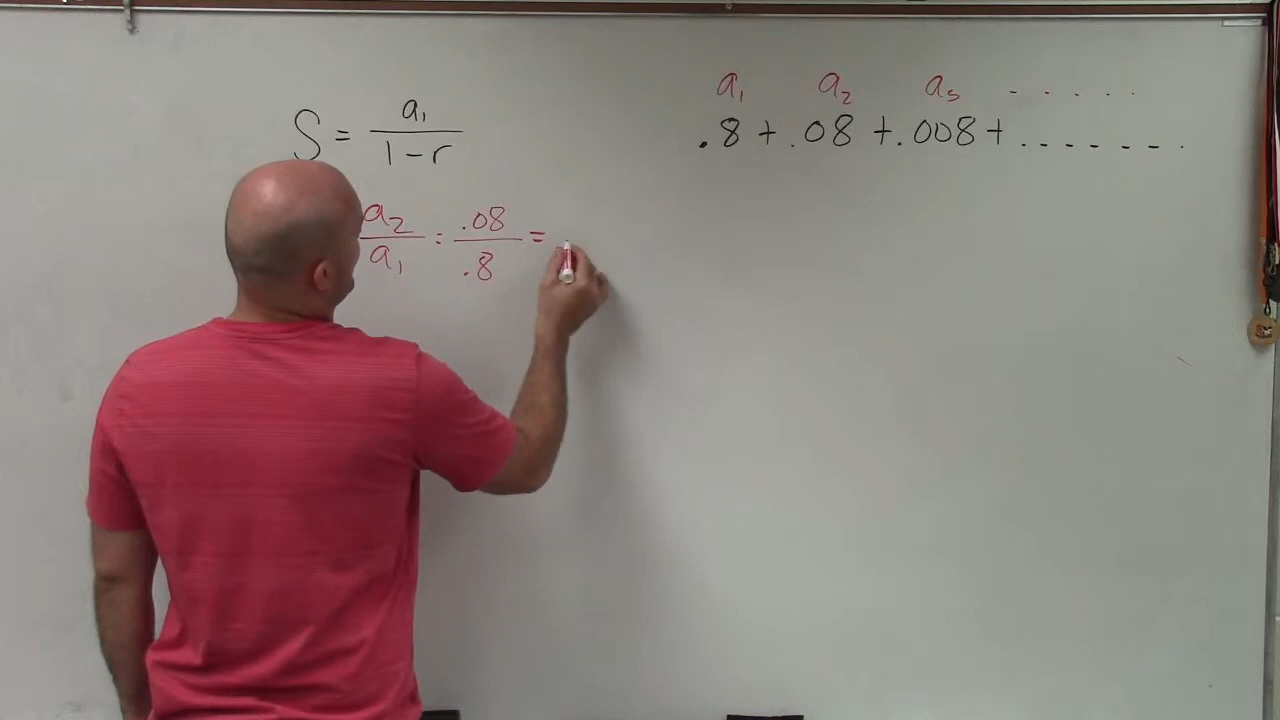 S = a₁ / (1 - r)
a₂ / a₁ = .08 / .8 =
a₁ a₂ a₃ . . . . .
.8 + .08 + .008 + . . . . . . . .